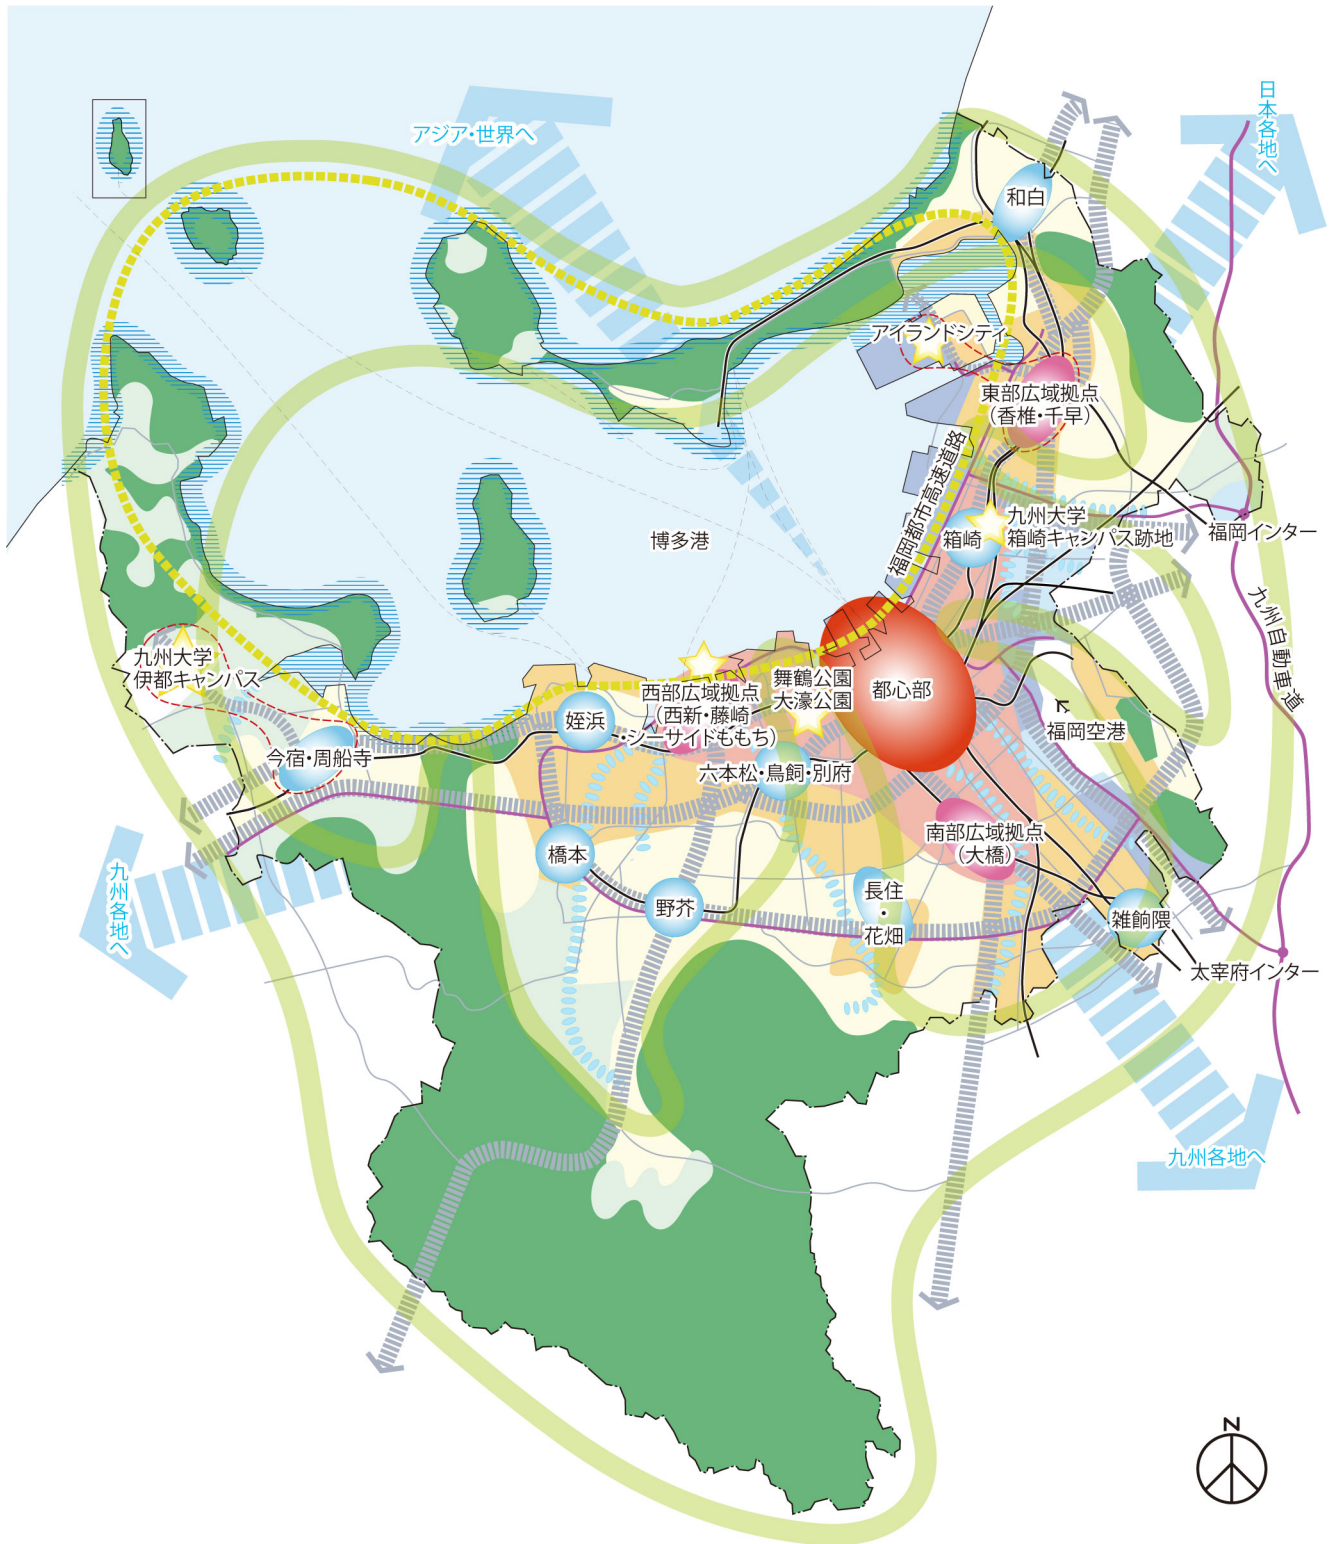 アジア・世界へ
日本各地へ
和白
アイランドシティ
東部広域拠点
（香椎・千早）
福岡都市高速道路
九州大学
箱崎キャンパス跡地
箱崎
福岡インター
博多港
九州自動車道
九州大学
伊都キャンパス
西部広域拠点
（西新・藤崎
・シーサイドももち）
舞鶴公園
大濠公園
都心部
姪浜
福岡空港
今宿・周船寺
六本松・鳥飼・別府
南部広域拠点
（大橋）
橋本
九州各地へ
野芥
長住
・
花畑
雑餉隈
太宰府インター
九州各地へ
N